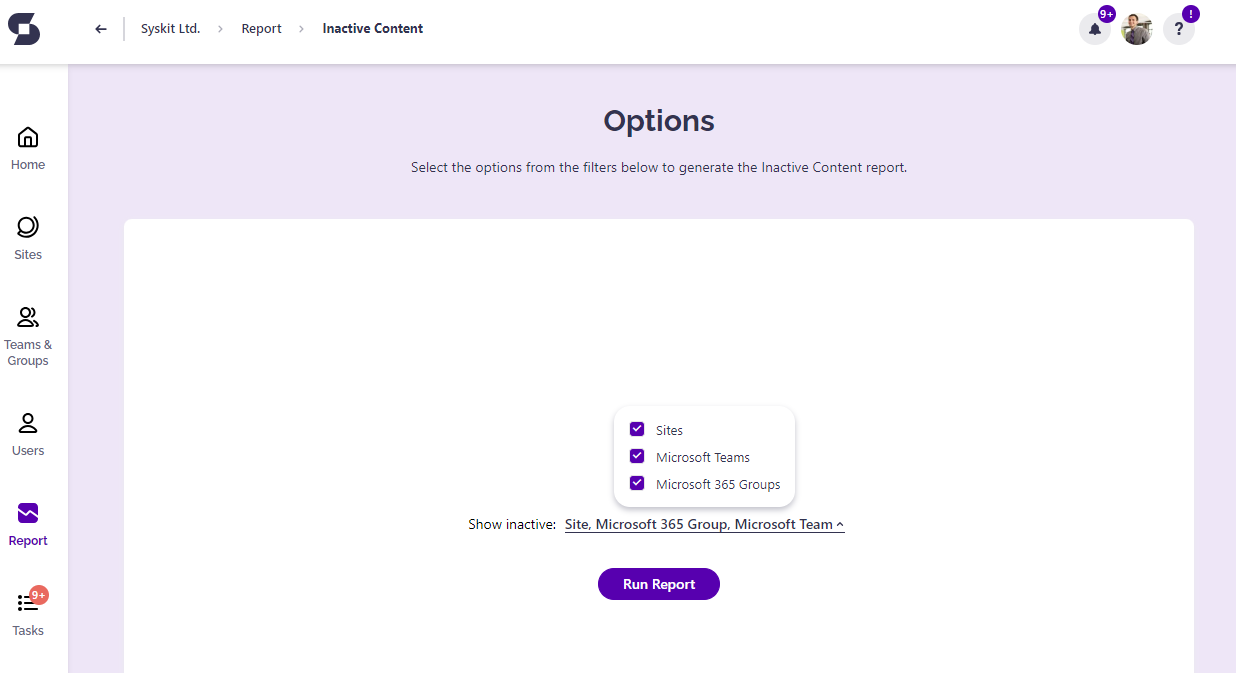 Syskit Ltd. > Report > Inactive Content
9+
!
?
Options
Select the options from the filters below to generate the Inactive Content report.
Home
Sites
Teams &
Groups
Users
Report
9+
Tasks
Sites
Microsoft Teams
Microsoft 365 Groups
Show inactive: Site, Microsoft 365 Group, Microsoft Team
Run Report